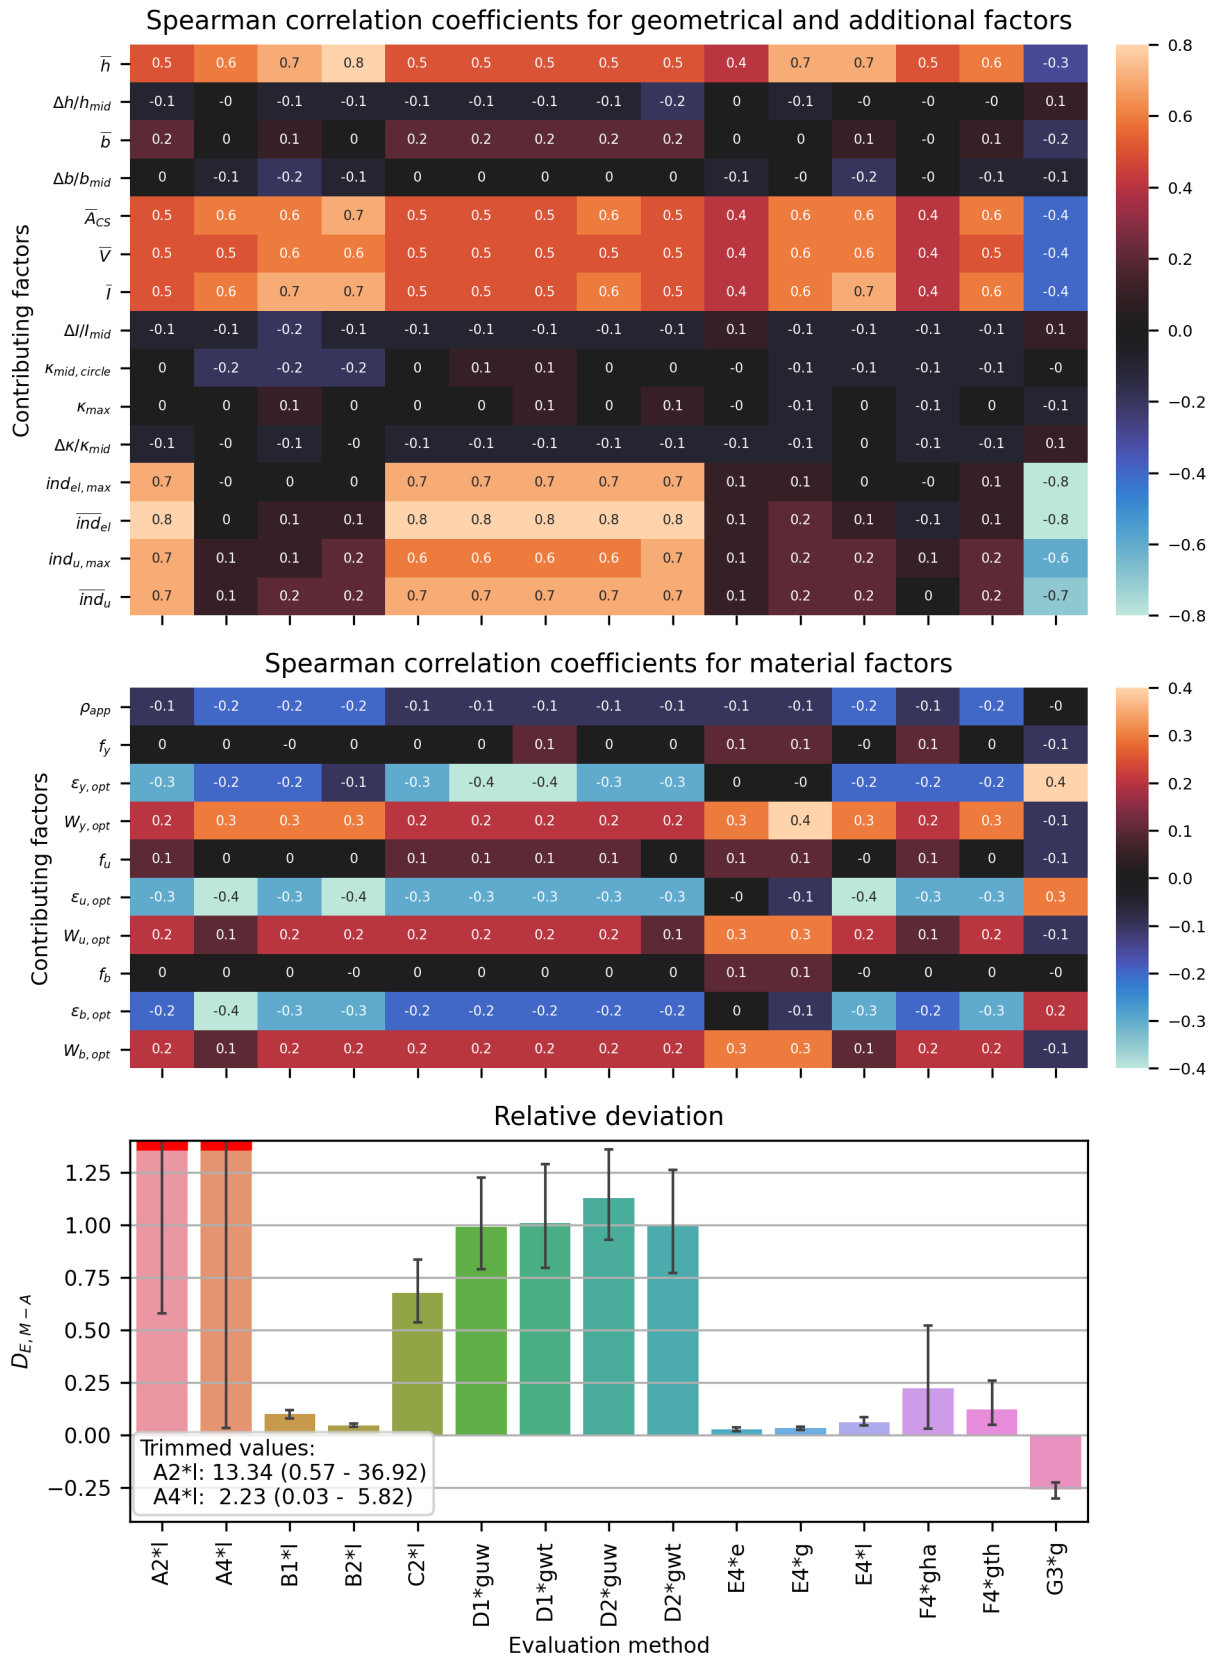 Spearman correlation coefficients for geometrical and additional factors
Contributing factors
h̅ 0.5 0.6 0.7 0.8 0.5 0.5 0.5 0.5 0.5 0.4 0.7 0.7 0.5 0.6 -0.3
Δh/h_mid -0.1 -0 -0.1 -0.1 -0.1 -0.1 -0.1 -0.1 -0.2 0 -0.1 -0 -0 -0 0.1
b̅ 0.2 0 0.1 0 0.2 0.2 0.2 0.2 0.2 0 0 0.1 -0 0.1 -0.2
Δb/b_mid 0 -0.1 -0.2 -0.1 0 0 0 0 0 -0.1 -0 -0.2 -0 -0.1 -0.1
A̅_CS 0.5 0.6 0.6 0.7 0.5 0.5 0.5 0.6 0.5 0.4 0.6 0.6 0.4 0.6 -0.4
V̅ 0.5 0.5 0.6 0.6 0.5 0.5 0.5 0.5 0.5 0.4 0.6 0.6 0.4 0.5 -0.4
I̅ 0.5 0.6 0.7 0.7 0.5 0.5 0.5 0.6 0.5 0.4 0.6 0.7 0.4 0.6 -0.4
ΔI/I_mid -0.1 -0.1 -0.2 -0.1 -0.1 -0.1 -0.1 -0.1 -0.1 0.1 -0.1 -0.1 -0.1 -0.1 0.1
κ_mid,circle 0 -0.2 -0.2 -0.2 0 0.1 0.1 0 0 -0 -0.1 -0.1 -0.1 -0.1 -0
κ_max 0 0 0.1 0 0 0 0.1 0 0.1 -0 -0.1 0 -0.1 0 -0.1
Δκ/κ_mid -0.1 -0 -0.1 -0 -0.1 -0.1 -0.1 -0.1 -0.1 -0.1 -0.1 0 -0.1 -0.1 0.1
ind_el,max 0.7 -0 0 0 0.7 0.7 0.7 0.7 0.7 0.1 0.1 0 -0 0.1 -0.8
i̅n̅d̅_el 0.8 0 0.1 0.1 0.8 0.8 0.8 0.8 0.8 0.1 0.2 0.1 -0.1 0.1 -0.8
ind_u,max 0.7 0.1 0.1 0.2 0.6 0.6 0.6 0.6 0.7 0.1 0.2 0.2 0.1 0.2 -0.6
i̅n̅d̅_u 0.7 0.1 0.2 0.2 0.7 0.7 0.7 0.7 0.7 0.1 0.2 0.2 0 0.2 -0.7
0.8
0.6
0.4
0.2
0.0
−0.2
−0.4
−0.6
−0.8
Spearman correlation coefficients for material factors
Contributing factors
ρ_app -0.1 -0.2 -0.2 -0.2 -0.1 -0.1 -0.1 -0.1 -0.1 -0.1 -0.1 -0.2 -0.1 -0.2 -0
f_y 0 0 -0 0 0 0 0.1 0 0 0.1 0.1 -0 0.1 0 -0.1
ε_y,opt -0.3 -0.2 -0.2 -0.1 -0.3 -0.4 -0.4 -0.3 -0.3 0 -0 -0.2 -0.2 -0.2 0.4
W_y,opt 0.2 0.3 0.3 0.3 0.2 0.2 0.2 0.2 0.2 0.3 0.4 0.3 0.2 0.3 -0.1
f_u 0.1 0 0 0 0.1 0.1 0.1 0.1 0 0.1 0.1 -0 0.1 0 -0.1
ε_u,opt -0.3 -0.4 -0.3 -0.4 -0.3 -0.3 -0.3 -0.3 -0.3 -0 -0.1 -0.4 -0.3 -0.3 0.3
W_u,opt 0.2 0.1 0.2 0.2 0.2 0.2 0.2 0.2 0.1 0.3 0.3 0.2 0.1 0.2 -0.1
f_b 0 0 0 -0 0 0 0 0 0 0.1 0.1 -0 0 0 -0
ε_b,opt -0.2 -0.4 -0.3 -0.3 -0.2 -0.2 -0.2 -0.2 -0.2 0 -0.1 -0.3 -0.2 -0.3 0.2
W_b,opt 0.2 0.1 0.2 0.2 0.2 0.2 0.2 0.2 0.2 0.3 0.3 0.1 0.2 0.2 -0.1
0.4
0.3
0.2
0.1
0.0
−0.1
−0.2
−0.3
−0.4
Relative deviation
D_E,M−A
1.25
1.00
0.75
0.50
0.25
0.00
−0.25
Trimmed values:
A2*l: 13.34 (0.57 - 36.92)
A4*l: 2.23 (0.03 - 5.82)
A2*l A4*l B1*l B2*l C2*l D1*guw D1*gwt D2*guw D2*gwt E4*e E4*g E4*l F4*gha F4*gth G3*g
Evaluation method